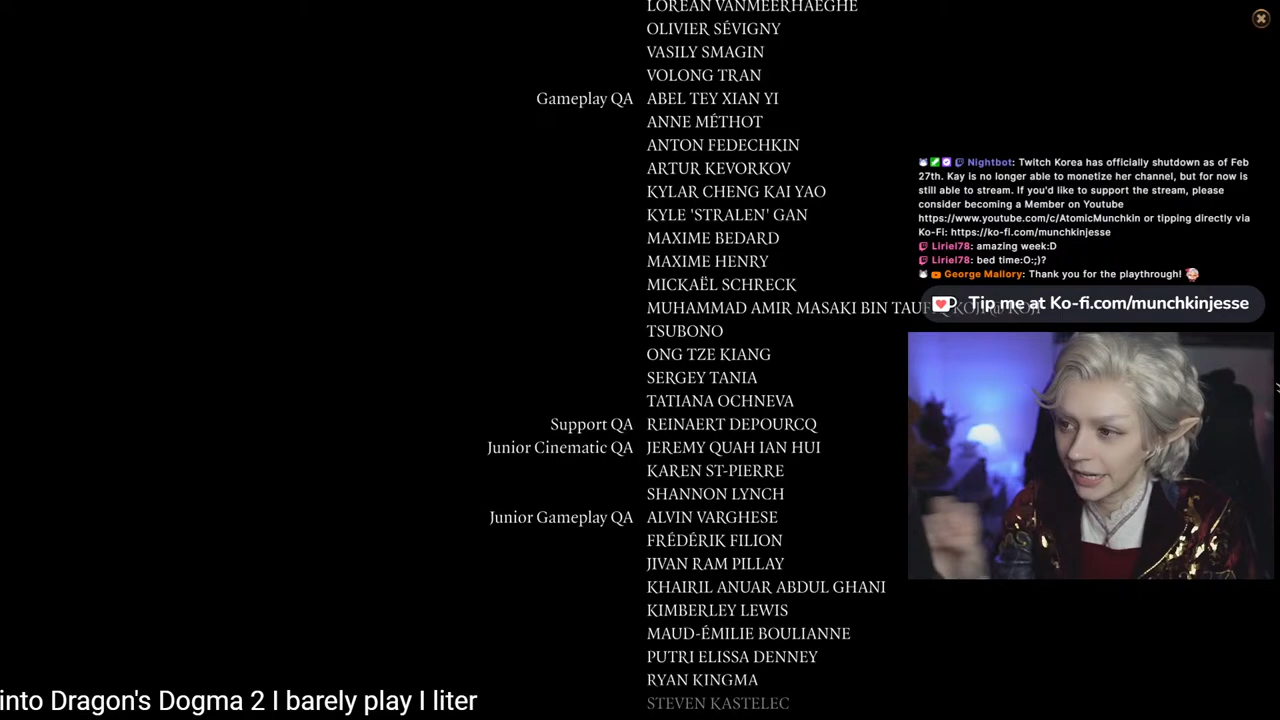 LOREAN VANMEERHAEGHE
OLIVIER SÉVIGNY
VASILY SMAGIN
VOLONG TRAN
Gameplay QA ABEL TEY XIAN YI
ANNE MÉTHOT
ANTON FEDECHKIN
ARTUR KEVORKOV
KYLAR CHENG KAI YAO
KYLE 'STRALEN' GAN
MAXIME BEDARD
MAXIME HENRY
MICKAËL SCHRECK
MUHAMMAD AMIR MASAKI BIN TAUFIQ KOJI @ KOJI
TSUBONO
ONG TZE KIANG
SERGEY TANIA
TATIANA OCHNEVA
Support QA REINAERT DEPOURCQ
Junior Cinematic QA JEREMY QUAH IAN HUI
KAREN ST-PIERRE
SHANNON LYNCH
Junior Gameplay QA ALVIN VARGHESE
FRÉDÉRIK FILION
JIVAN RAM PILLAY
KHAIRIL ANUAR ABDUL GHANI
KIMBERLEY LEWIS
MAUD-ÉMILIE BOULIANNE
PUTRI ELISSA DENNEY
RYAN KINGMA
STEVEN KASTELEC
Nightbot: Twitch Korea has officially shutdown as of Feb
27th. Kay is no longer able to monetize her channel, but for now is
still able to stream. If you'd like to support the stream, please
consider becoming a Member on Youtube
https://www.youtube.com/c/AtomicMunchkin or tipping directly via
Ko-Fi: https://ko-fi.com/munchkinjesse
Liriel78: amazing week:D
Liriel78: bed time:O:;)?
George Mallory: Thank you for the playthrough!
Tip me at Ko-fi.com/munchkinjesse
into Dragon's Dogma 2 I barely play I liter